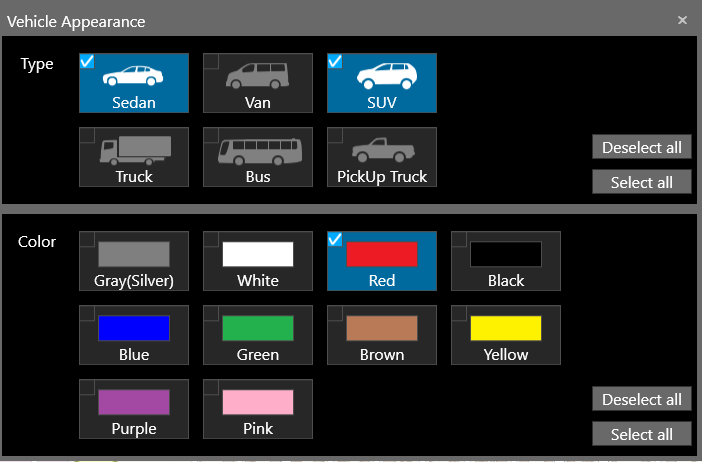 Vehicle Appearance
Type
Sedan
Van
SUV
Truck
Bus
PickUp Truck
Deselect all
Select all
Color
Gray(Silver)
White
Red
Black
Blue
Green
Brown
Yellow
Purple
Pink
Deselect all
Select all